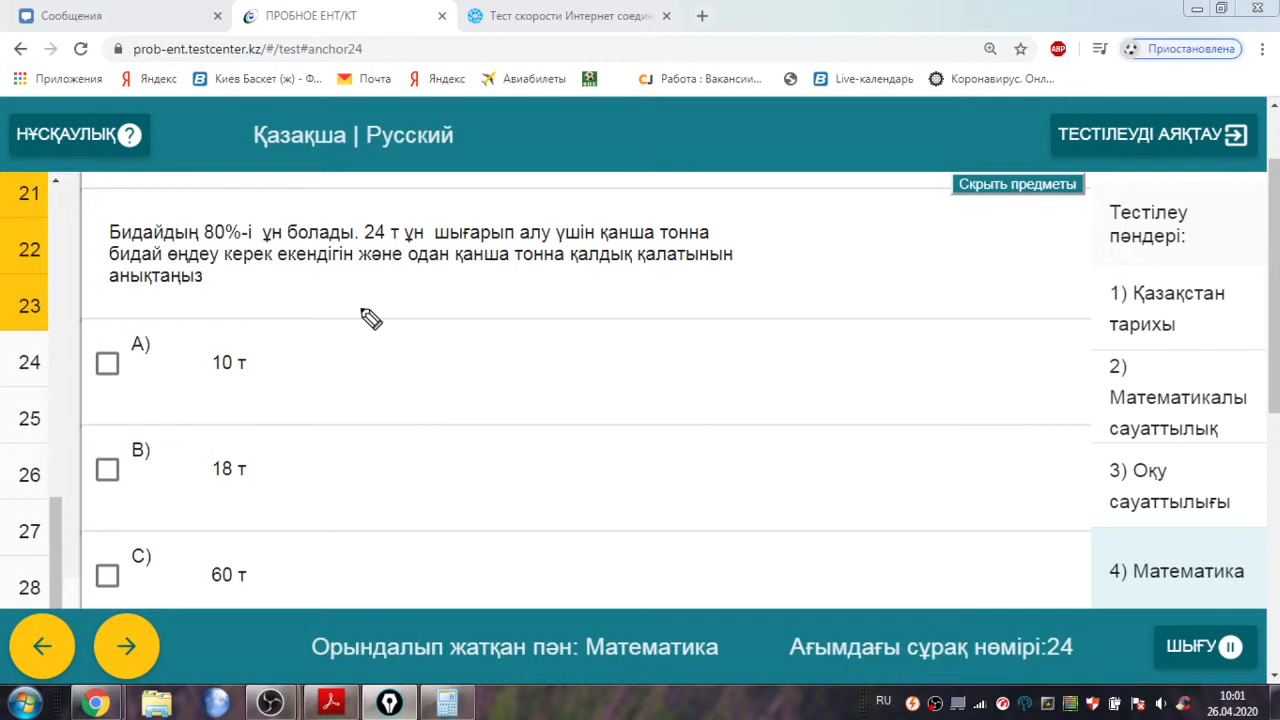 Сообщения
ПРОБНОЕ ЕНТ/КТ
Тест скорости Интернет соедин
prob-ent.testcenter.kz/#/test#anchor24
ABP
Приостановлена
Приложения
Яндекс
Киев Баскет (ж) - Ф...
Почта
Яндекс
Авиабилеты
Работа : Вакансии...
Live-календарь
Коронавирус. Онл...
НҰСҚАУЛЫҚ ?
Қазақша | Русский
ТЕСТІЛЕУДІ АЯҚТАУ
Скрыть предметы
21
22
23
24
25
26
27
28
Бидайдың 80%-і ұн болады. 24 т ұн шығарып алу үшін қанша тонна
бидай өңдеу керек екендігін және одан қанша тонна қалдық қалатынын
анықтаңыз
A)
10 т
B)
18 т
C)
60 т
Тестілеу
пәндері:
1) Қазақстан
тарихы
2)
Математикалы
сауаттылық
3) Оқу
сауаттылығы
4) Математика
Орындалып жатқан пән: Математика
Ағымдағы сұрақ нөмірі:24
ШЫҒУ
RU
10:01
26.04.2020